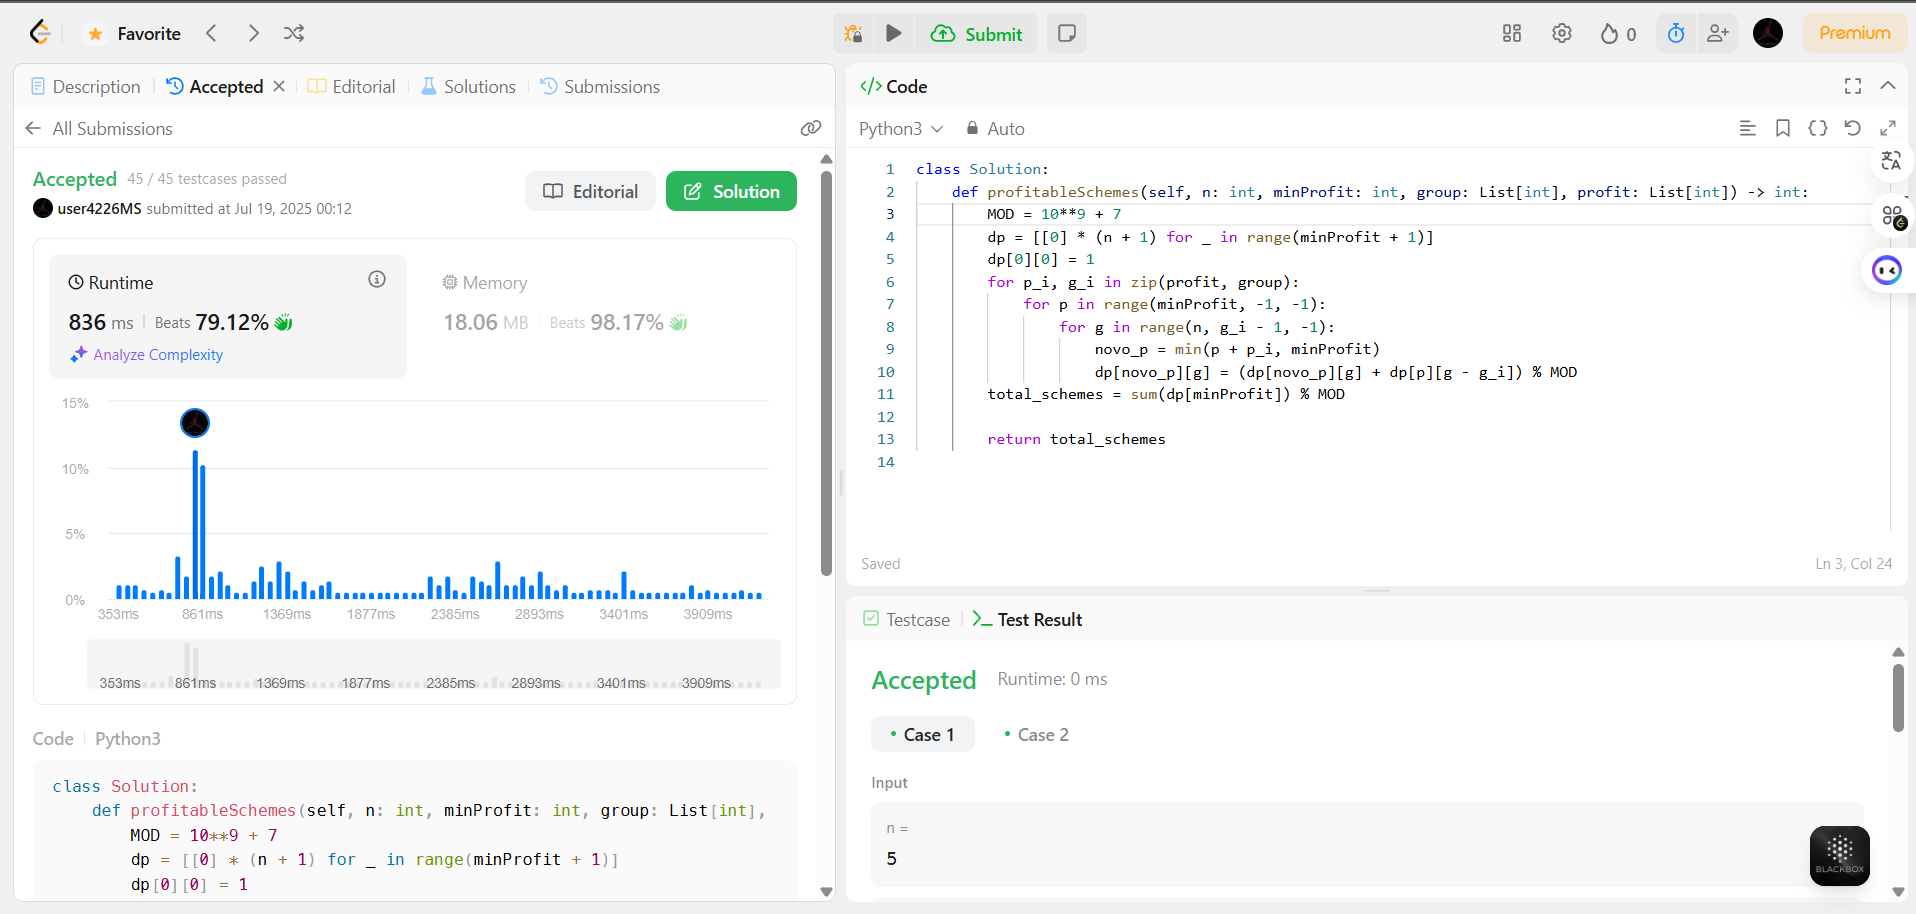 Favorite
Submit
0
Premium
Description
Accepted
Editorial
Solutions
Submissions
All Submissions
Accepted 45 / 45 testcases passed
user4226MS submitted at Jul 19, 2025 00:12
Editorial
Solution
Runtime
836 ms Beats 79.12%
Analyze Complexity
Memory
18.06 MB Beats 98.17%
15%
10%
5%
0%
353ms 861ms 1369ms 1877ms 2385ms 2893ms 3401ms 3909ms
353ms 861ms 1369ms 1877ms 2385ms 2893ms 3401ms 3909ms
Code Python3
class Solution:
    def profitableSchemes(self, n: int, minProfit: int, group: List[int],
        MOD = 10**9 + 7
        dp = [[0] * (n + 1) for _ in range(minProfit + 1)]
        dp[0][0] = 1
</> Code
Python3 Auto
1 class Solution:
2     def profitableSchemes(self, n: int, minProfit: int, group: List[int], profit: List[int]) -> int:
3         MOD = 10**9 + 7
4         dp = [[0] * (n + 1) for _ in range(minProfit + 1)]
5         dp[0][0] = 1
6         for p_i, g_i in zip(profit, group):
7             for p in range(minProfit, -1, -1):
8                 for g in range(n, g_i - 1, -1):
9                     novo_p = min(p + p_i, minProfit)
10                     dp[novo_p][g] = (dp[novo_p][g] + dp[p][g - g_i]) % MOD
11         total_schemes = sum(dp[minProfit]) % MOD
12
13         return total_schemes
14
Saved
Ln 3, Col 24
Testcase
Test Result
Accepted Runtime: 0 ms
Case 1
Case 2
Input
n =
5
BLACKBOX